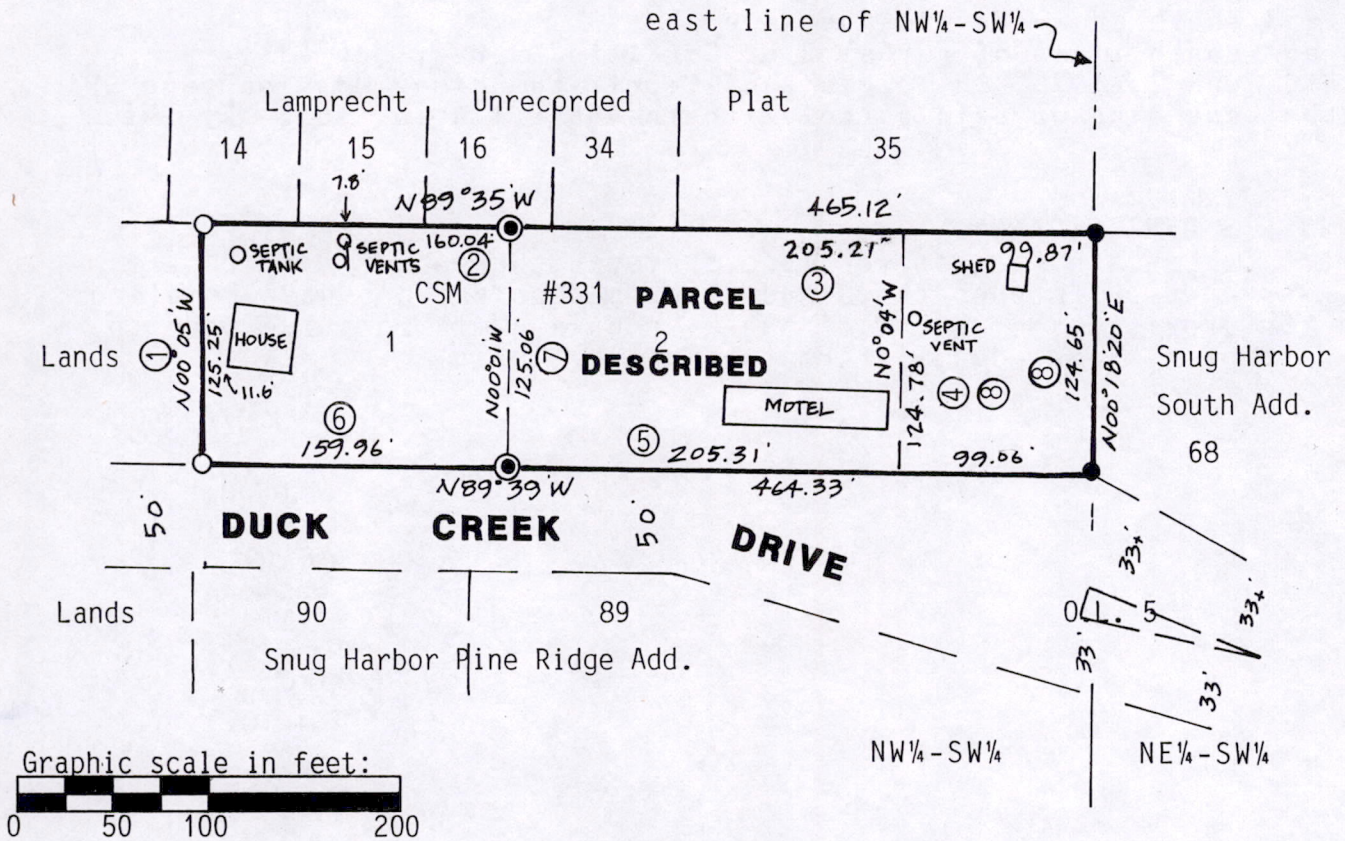 east line of NW¼-SW¼
Lamprecht Unrecorded Plat
14 15 16 34 35
7.8'
N89°35'W 465.12'
SEPTIC TANK
SEPTIC VENTS
160.04'
②
205.27'
99.87'
SHED
③
CSM #331
PARCEL
DESCRIBED
Lands
①
N00°05'W
125.25'
HOUSE
11.6'
1
N00°01'W
125.06'
⑦
2
N0°04'W
124.78'
SEPTIC VENT
④ ⑧ ⑧
124.65'
N00°18'20"E
Snug Harbor
South Add.
68
MOTEL
⑥
159.96'
⑤
205.31'
99.06'
N89°39'W 464.33'
50'
DUCK CREEK DRIVE
50'
33+
33+
O.L. 5
33'
33'
Lands 90 89
Snug Harbor Pine Ridge Add.
NW¼-SW¼ NE¼-SW¼
Graphic scale in feet:
0 50 100 200